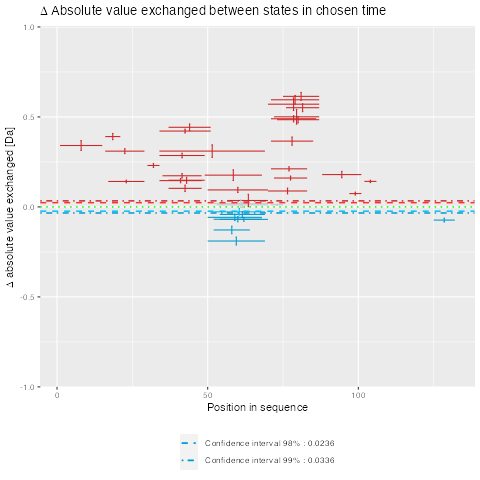 Δ Absolute value exchanged between states in chosen time
Δ absolute value exchanged [Da]
1.0
0.5
0.0
-0.5
-1.0
0
50
100
Position in sequence
Confidence interval 98% : 0.0236
Confidence interval 99% : 0.0336